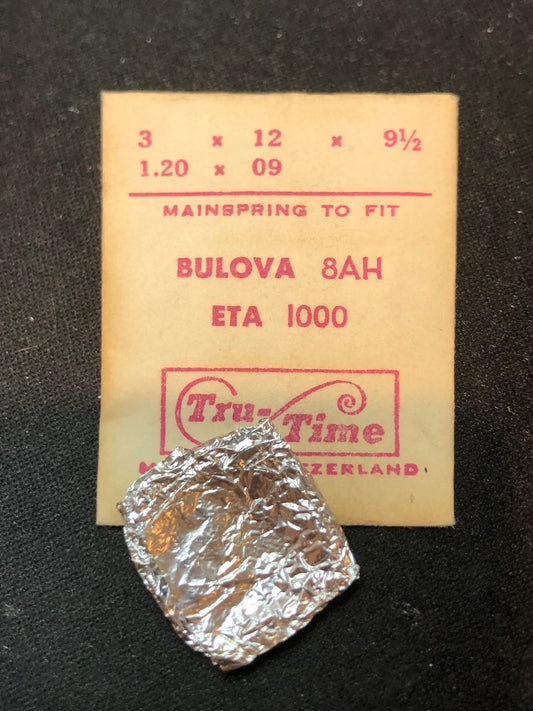 3 x 12 x 9½
1.20 x 09
MAINSPRING TO FIT
BULOVA 8AH
ETA 1000
Tru-Time